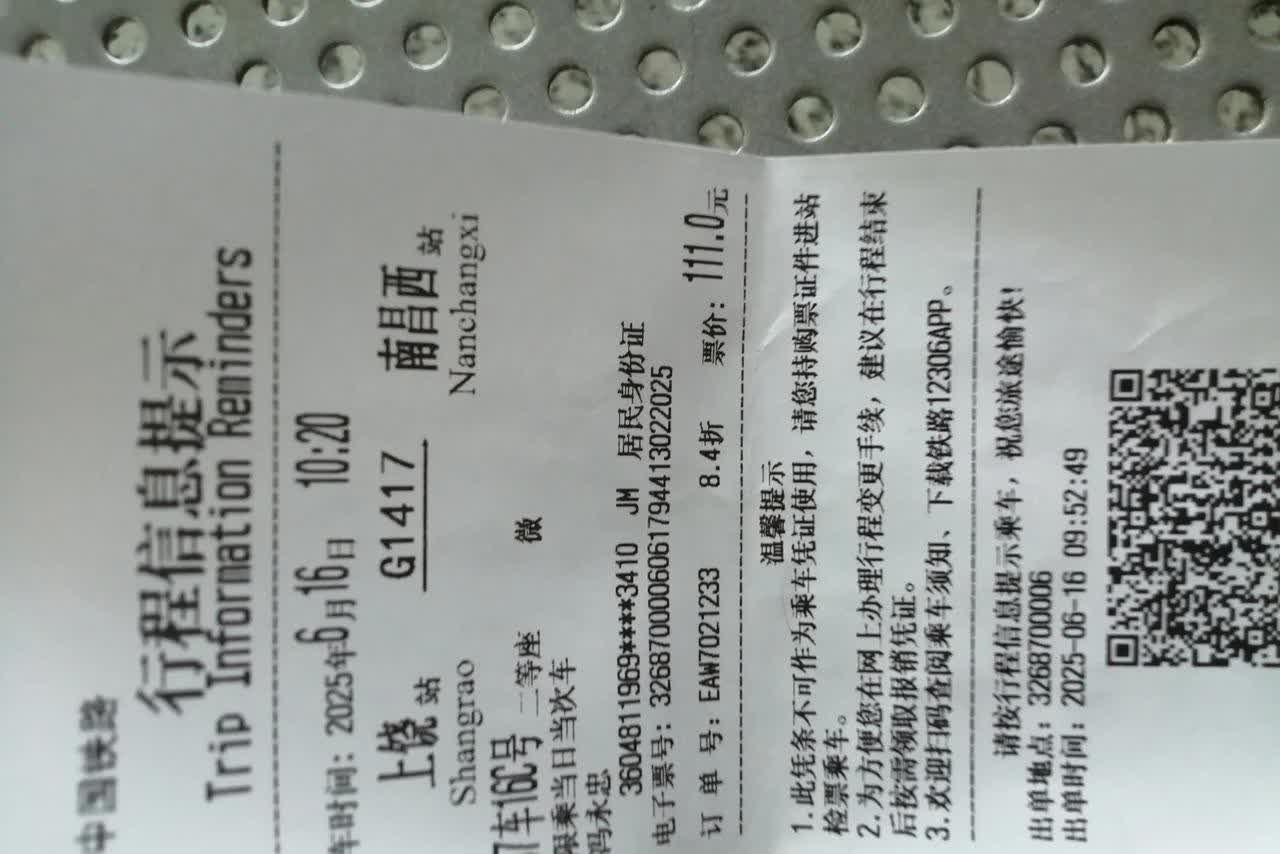 中国铁路
行程信息提示
Trip Information Reminders
车时间: 2025年6月16日 10:20
上饶站 G1417 南昌西站
Shangrao Nanchangxi
7车16C号 二等座 微
限乘当日当次车
冯永忠
3604811969****3410 JM 居民身份证
电子票号: 3268700006061794413022025
订 单 号: EAW7021233 8.4折 票价: 111.0元
温馨提示
1.此凭条不可作为乘车凭证使用, 请您持购票证件进站
检票乘车。
2.为方便您在网上办理行程变更手续, 建议在行程结束
后按需领取报销凭证。
3.欢迎扫码查阅乘车须知、下载铁路12306APP。
请按行程信息提示乘车, 祝您旅途愉快!
出单地点: 3268700006
出单时间: 2025-06-16 09:52:49